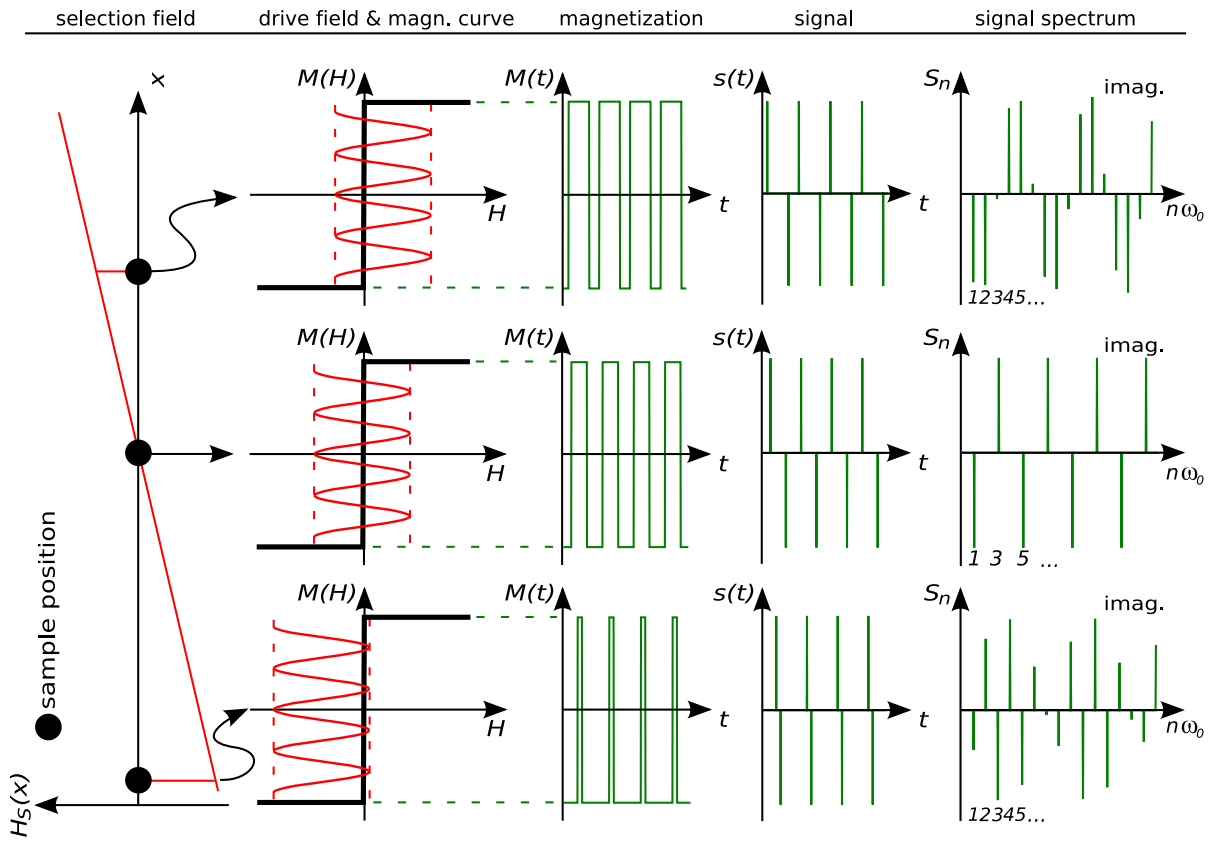 selection field
drive field & magn. curve
magnetization
signal
signal spectrum
x
M(H)
H
M(t)
t
s(t)
t
Sₙ
imag.
nω₀
12345...
M(H)
H
M(t)
t
s(t)
t
Sₙ
imag.
nω₀
1 3 5 ...
M(H)
H
M(t)
t
s(t)
t
Sₙ
imag.
nω₀
12345...
sample position
H_S(x)